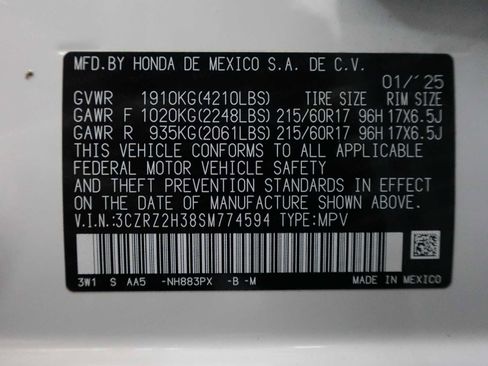 MFD.BY HONDA DE MEXICO S.A. DE C.V.
01/'25
GVWR 1910KG(4210LBS) TIRE SIZE RIM SIZE
GAWR F 1020KG(2248LBS) 215/60R17 96H 17X6.5J
GAWR R 935KG(2061LBS) 215/60R17 96H 17X6.5J
THIS VEHICLE CONFORMS TO ALL APPLICABLE
FEDERAL MOTOR VEHICLE SAFETY
AND THEFT PREVENTION STANDARDS IN EFFECT
ON THE DATE OF MANUFACTURE SHOWN ABOVE.
V.I.N.:3CZRZ2H38SM774594 TYPE:MPV
3W1 S AA5 -NH883PX -B -M MADE IN MEXICO